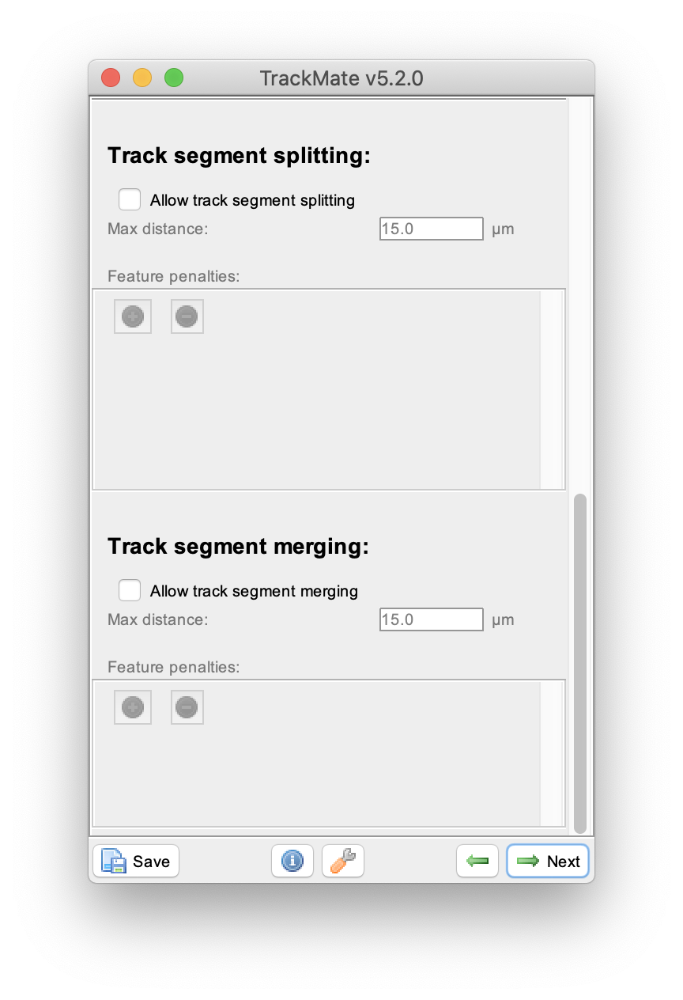 TrackMate v5.2.0
Track segment splitting:
Allow track segment splitting
Max distance: 15.0 µm
Feature penalties:
Track segment merging:
Allow track segment merging
Max distance: 15.0 µm
Feature penalties:
Save Next